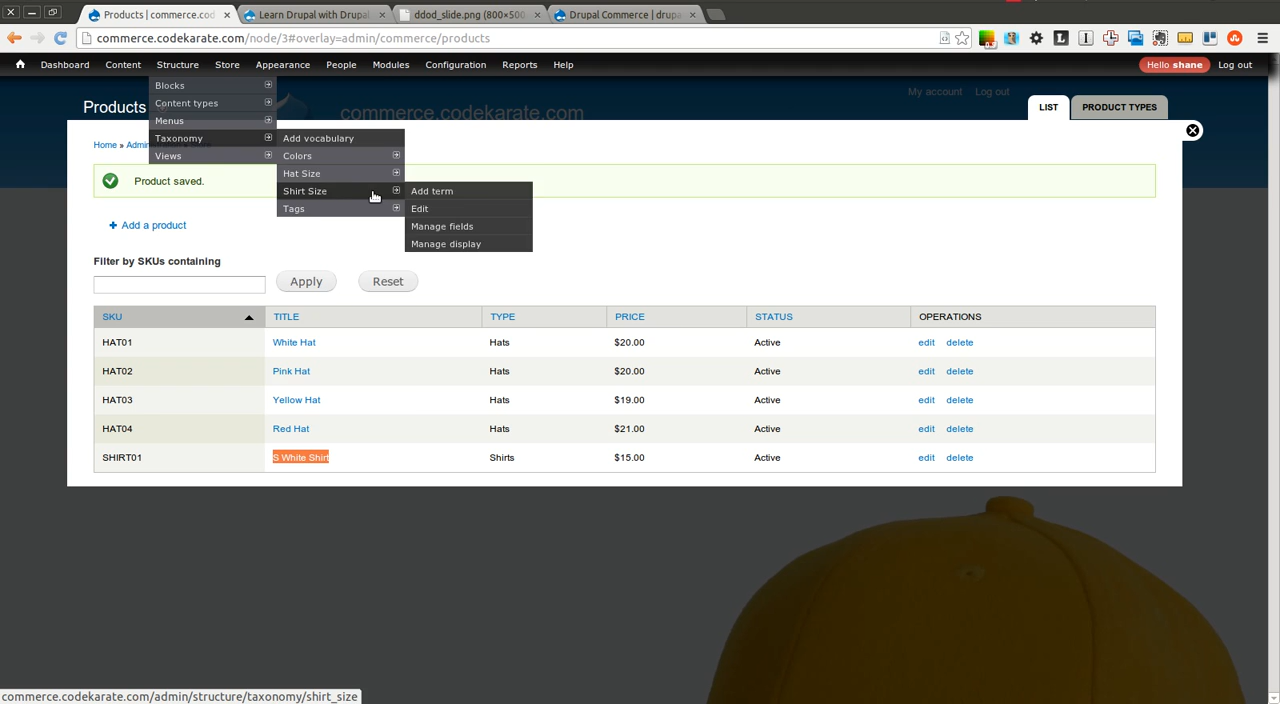 Products | commerce.cod
Learn Drupal with Drupal
ddod_slide.png (800×500
Drupal Commerce | drupa
commerce.codekarate.com/node/3#overlay=admin/commerce/products
Dashboard Content Structure Store Appearance People Modules Configuration Reports Help Hello shane Log out
Blocks
Content types
Menus
Taxonomy
Views
Add vocabulary
Colors
Hat Size
Shirt Size
Tags
Add term
Edit
Manage fields
Manage display
My account Log out
Products
commerce.codekarate.com
LIST PRODUCT TYPES
Home » Admin
Product saved.
+ Add a product
Filter by SKUs containing
Apply Reset
SKU TITLE TYPE PRICE STATUS OPERATIONS
HAT01 White Hat Hats $20.00 Active edit delete
HAT02 Pink Hat Hats $20.00 Active edit delete
HAT03 Yellow Hat Hats $19.00 Active edit delete
HAT04 Red Hat Hats $21.00 Active edit delete
SHIRT01 S White Shirt Shirts $15.00 Active edit delete
commerce.codekarate.com/admin/structure/taxonomy/shirt_size